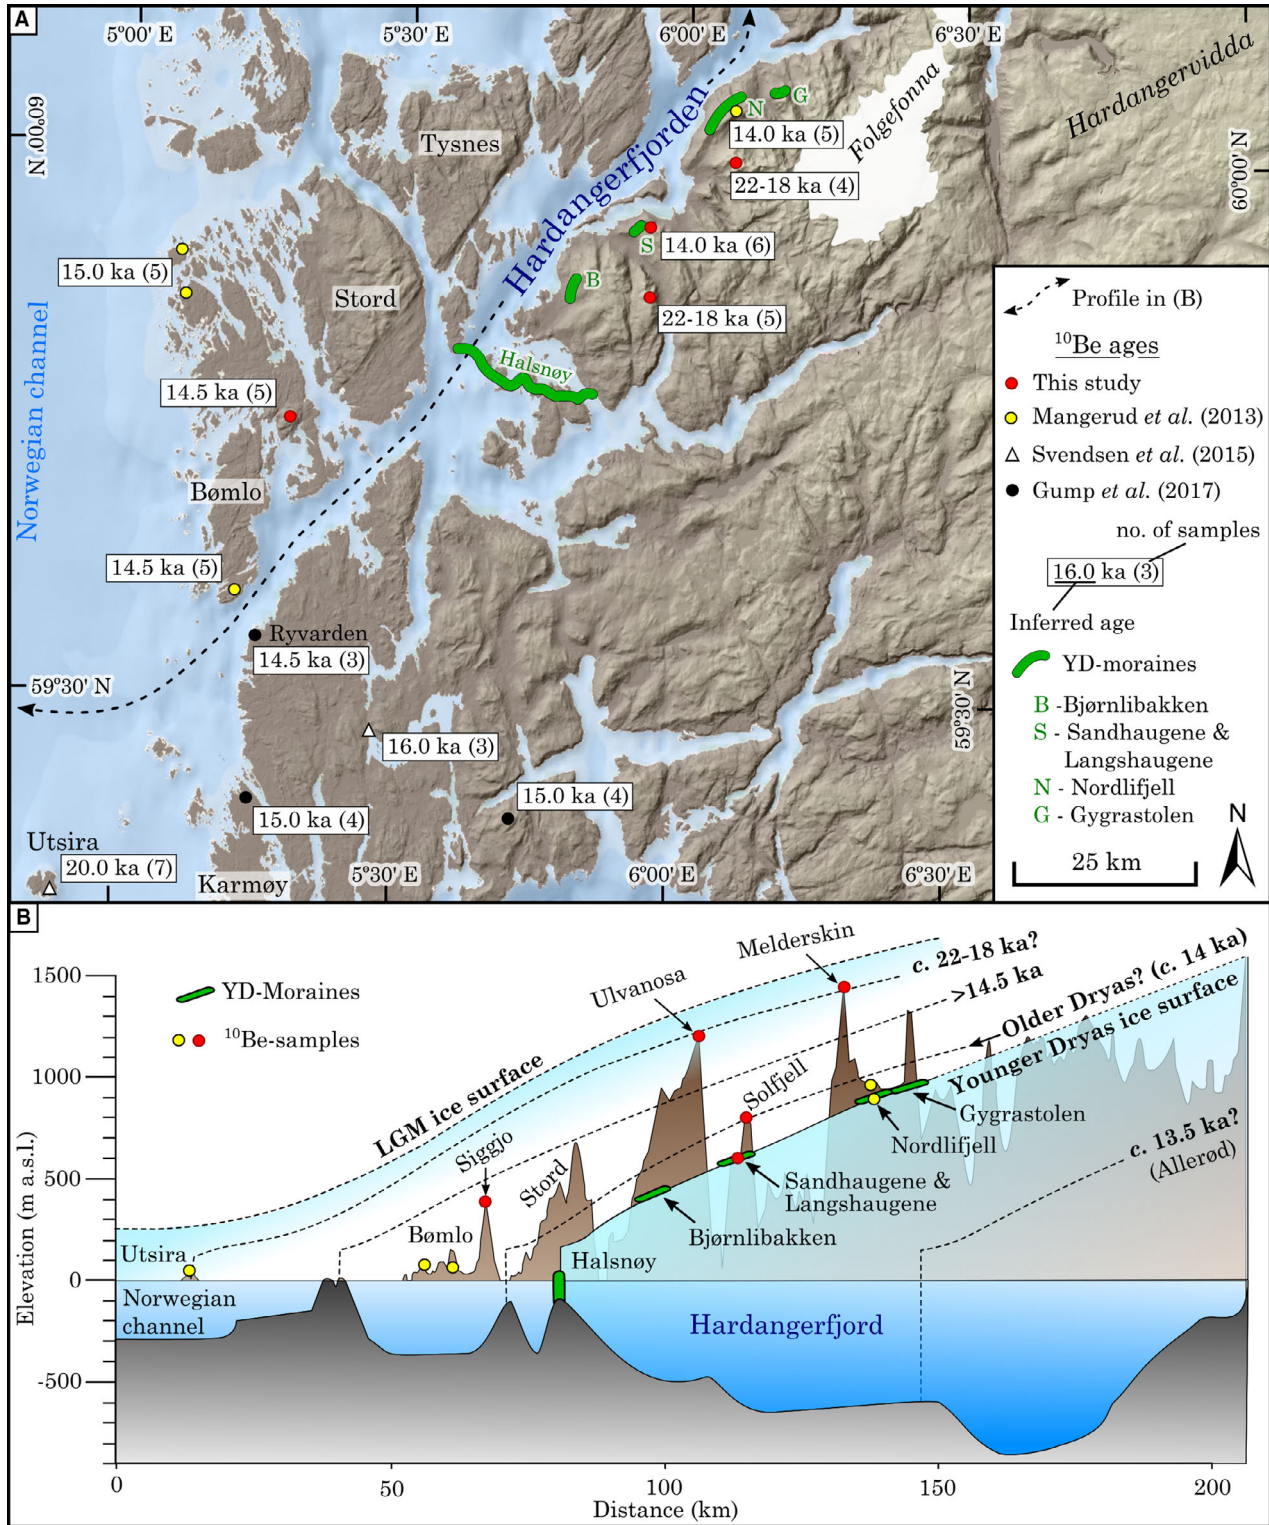 A
5°00' E
5°30' E
6°00' E
6°30' E
60°00' N
Tysnes
Hardangerfjorden
N
G
14.0 ka (5)
Folgefonna
Hardangervidda
60°00' N
22-18 ka (4)
S
14.0 ka (6)
15.0 ka (5)
Stord
B
22-18 ka (5)
Norwegian channel
Halsnøy
14.5 ka (5)
Bømlo
14.5 ka (5)
Ryvarden
14.5 ka (3)
59°30' N
59°30' N
16.0 ka (3)
15.0 ka (4)
15.0 ka (4)
Utsira
20.0 ka (7)
Karmøy
5°30' E
6°00' E
6°30' E
Profile in (B)
¹⁰Be ages
This study
Mangerud et al. (2013)
Svendsen et al. (2015)
Gump et al. (2017)
no. of samples
16.0 ka (3)
Inferred age
YD-moraines
B -Bjørnlibakken
S - Sandhaugene &
Langshaugene
N - Nordlifjell
G - Gygrastolen
N
25 km
B
YD-Moraines
¹⁰Be-samples
Melderskin
Ulvanosa
c. 22-18 ka?
>14.5 ka
Older Dryas? (c. 14 ka)
Younger Dryas ice surface
LGM ice surface
Siggjo
Solfjell
Stord
Bømlo
Utsira
Gygrastolen
Nordlifjell
c. 13.5 ka?
(Allerød)
Sandhaugene &
Langshaugene
Bjørnlibakken
Halsnøy
Norwegian
channel
Hardangerfjord
Elevation (m a.s.l.)
1500
1000
500
0
-500
0
50
100
150
200
Distance (km)